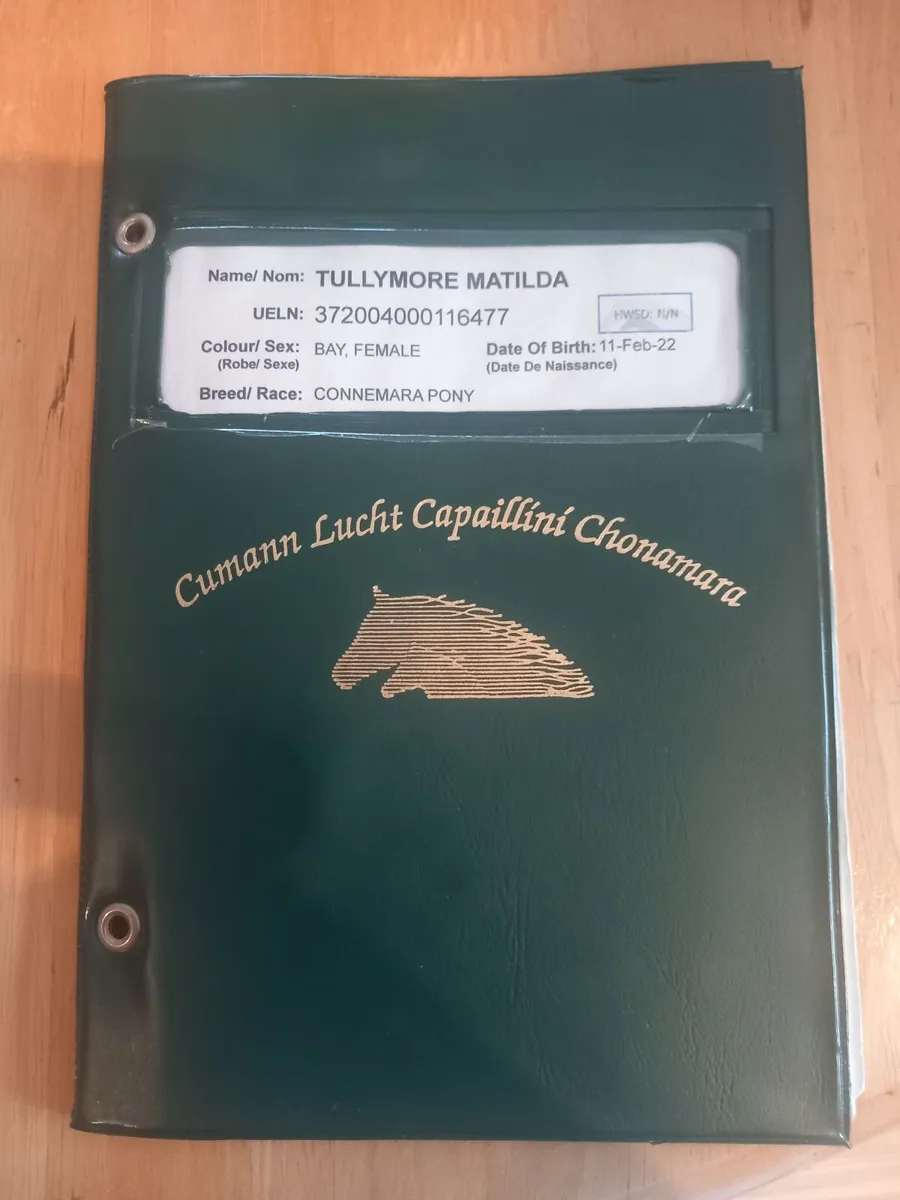 Name/ Nom: TULLYMORE MATILDA
UELN: 372004000116477
HWSD: N/N
Colour/ Sex: BAY, FEMALE Date Of Birth: 11-Feb-22
(Robe/ Sexe) (Date De Naissance)
Breed/ Race: CONNEMARA PONY
Cumann Lucht Capaillíní Chonamara